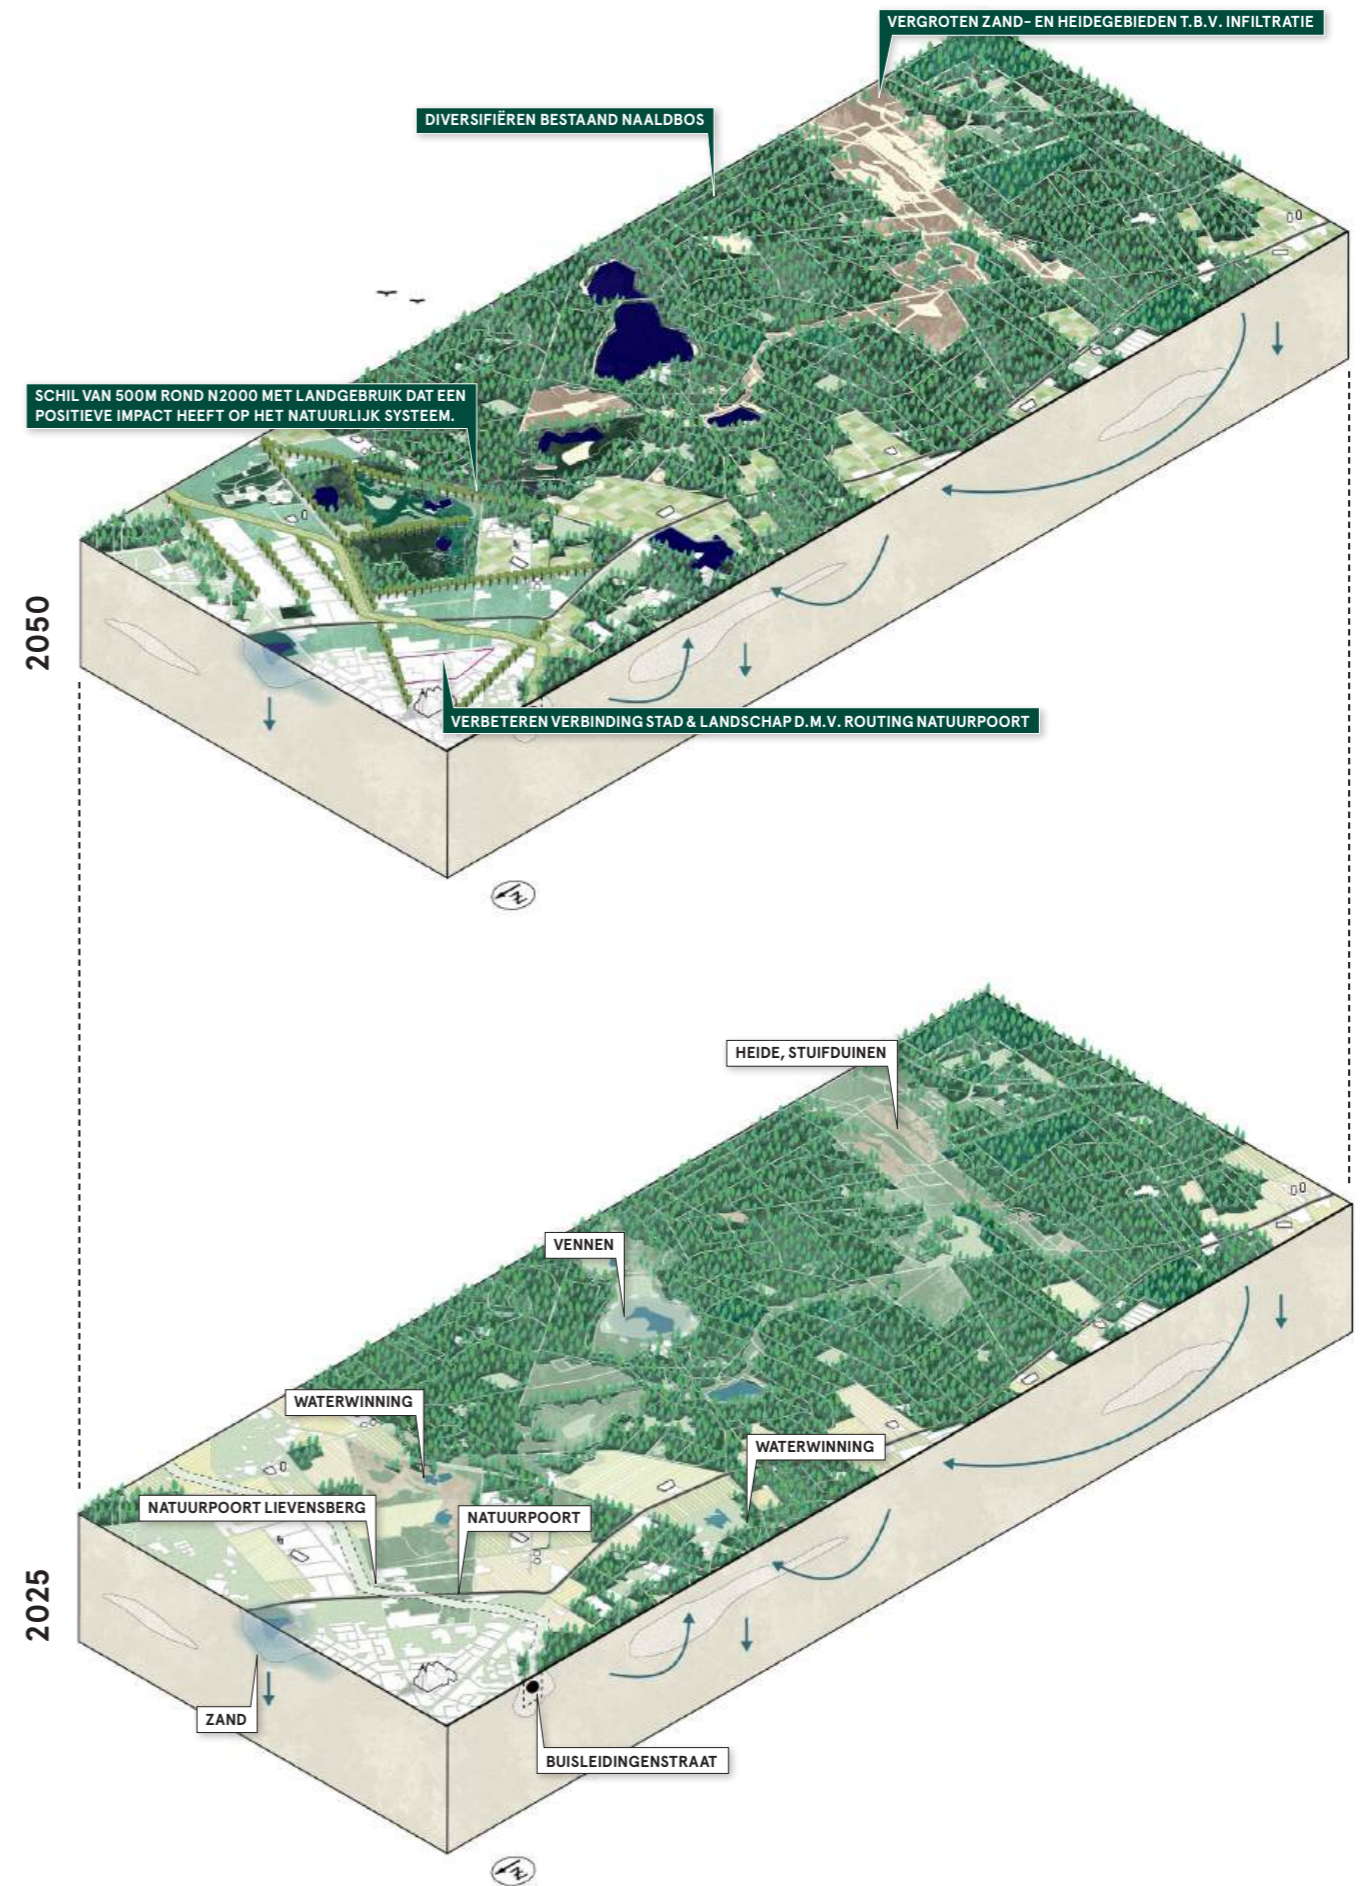 VERGROTEN ZAND- EN HEIDEGEBIEDEN T.B.V. INFILTRATIE
DIVERSIFIËREN BESTAAND NAALDBOS
SCHIL VAN 500M ROND N2000 MET LANDGEBRUIK DAT EEN
POSITIEVE IMPACT HEEFT OP HET NATUURLIJK SYSTEEM.
2050
VERBETEREN VERBINDING STAD & LANDSCHAP D.M.V. ROUTING NATUURPOORT
N
HEIDE, STUIFDUINEN
VENNEN
WATERWINNING
WATERWINNING
NATUURPOORT LIEVENSBERG
NATUURPOORT
2025
ZAND
BUISLEIDINGENSTRAAT
N